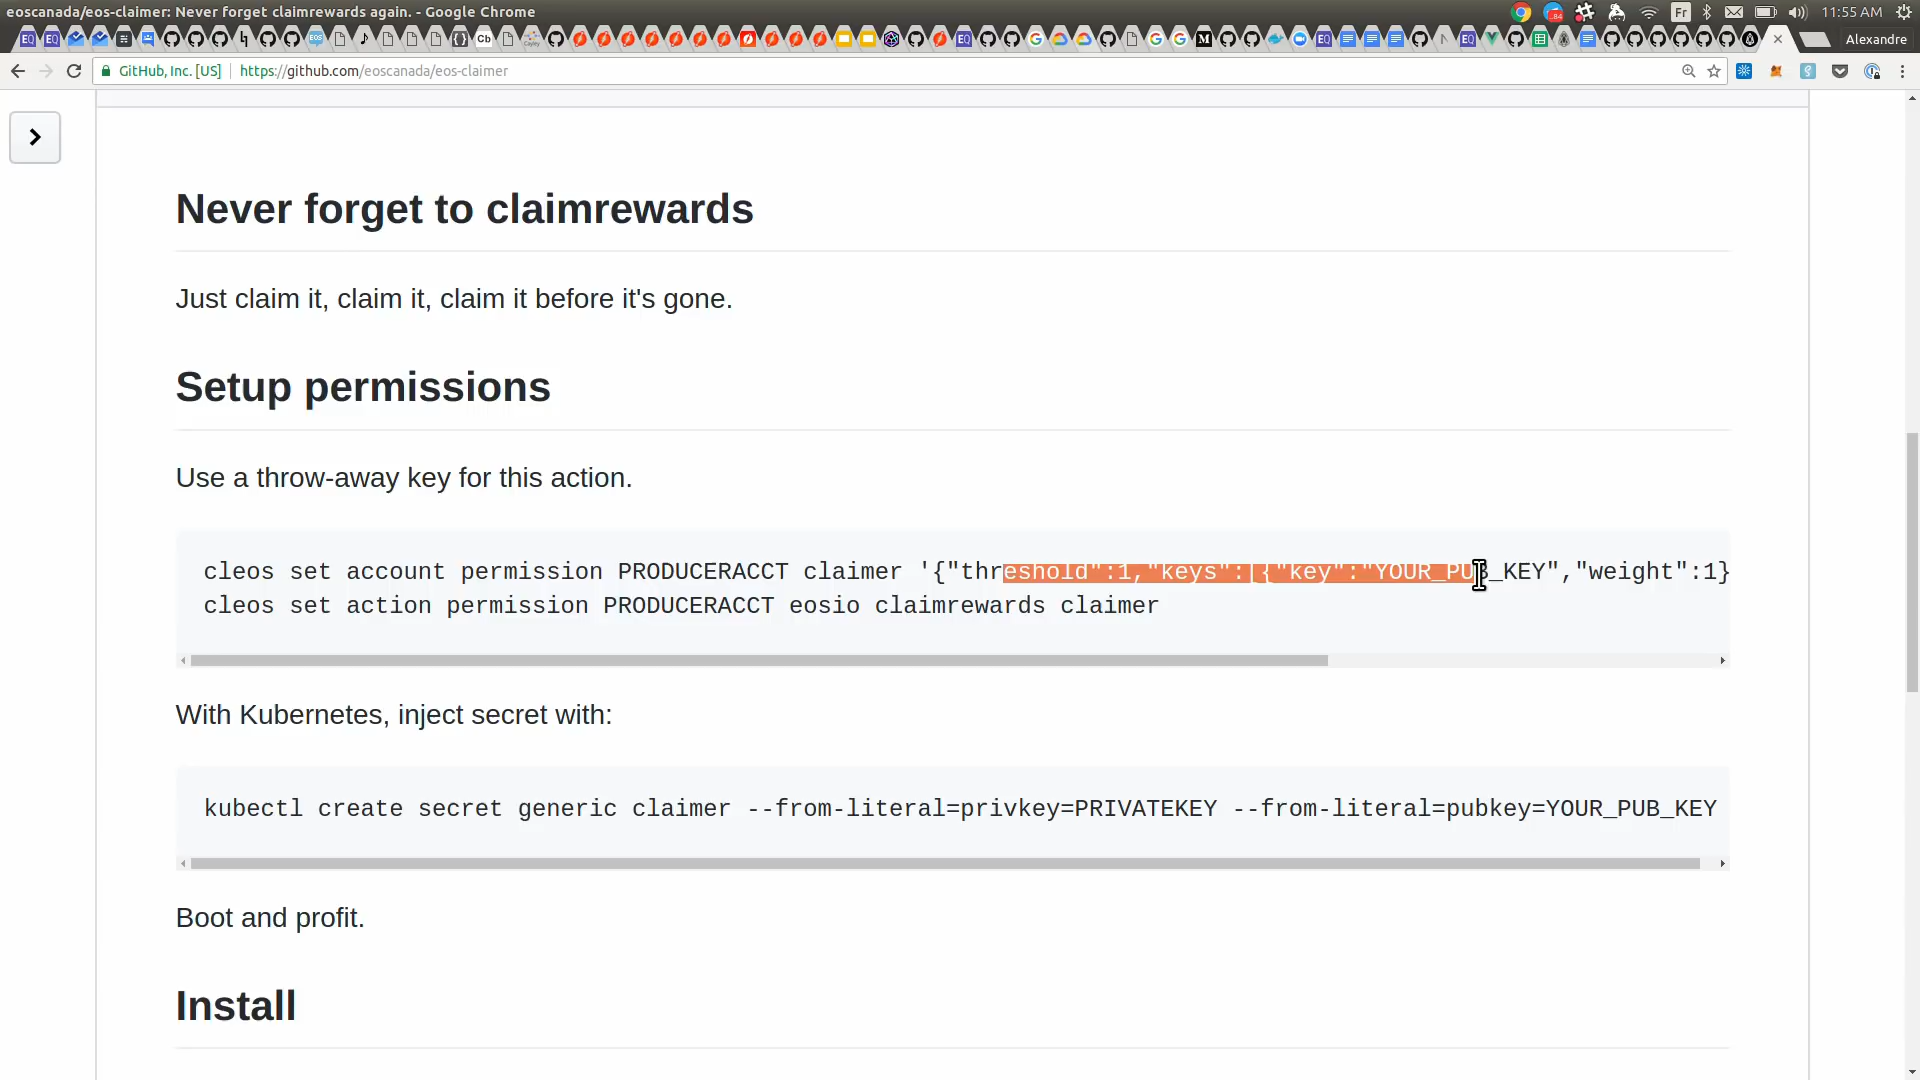 eoscanada/eos-claimer: Never forget claimrewards again. - Google Chrome
Fr
11:55 AM
Alexandre
GitHub, Inc. [US]
https://github.com/eoscanada/eos-claimer
Never forget to claimrewards
Just claim it, claim it, claim it before it's gone.
Setup permissions
Use a throw-away key for this action.
cleos set account permission PRODUCERACCT claimer '{"threshold":1,"keys":[{"key":"YOUR_PUB_KEY","weight":1}
cleos set action permission PRODUCERACCT eosio claimrewards claimer
With Kubernetes, inject secret with:
kubectl create secret generic claimer --from-literal=privkey=PRIVATEKEY --from-literal=pubkey=YOUR_PUB_KEY
Boot and profit.
Install